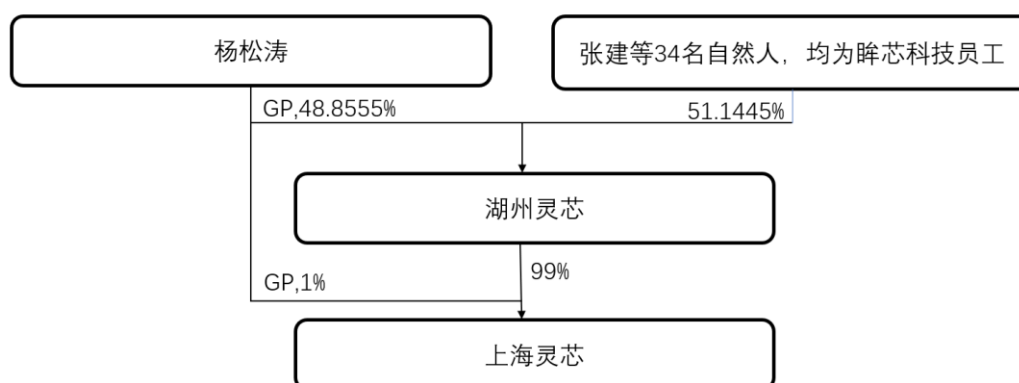 杨松涛
张建等34名自然人，均为眸芯科技员工
GP,48.8555%
51.1445%
湖州灵芯
GP,1%
99%
上海灵芯